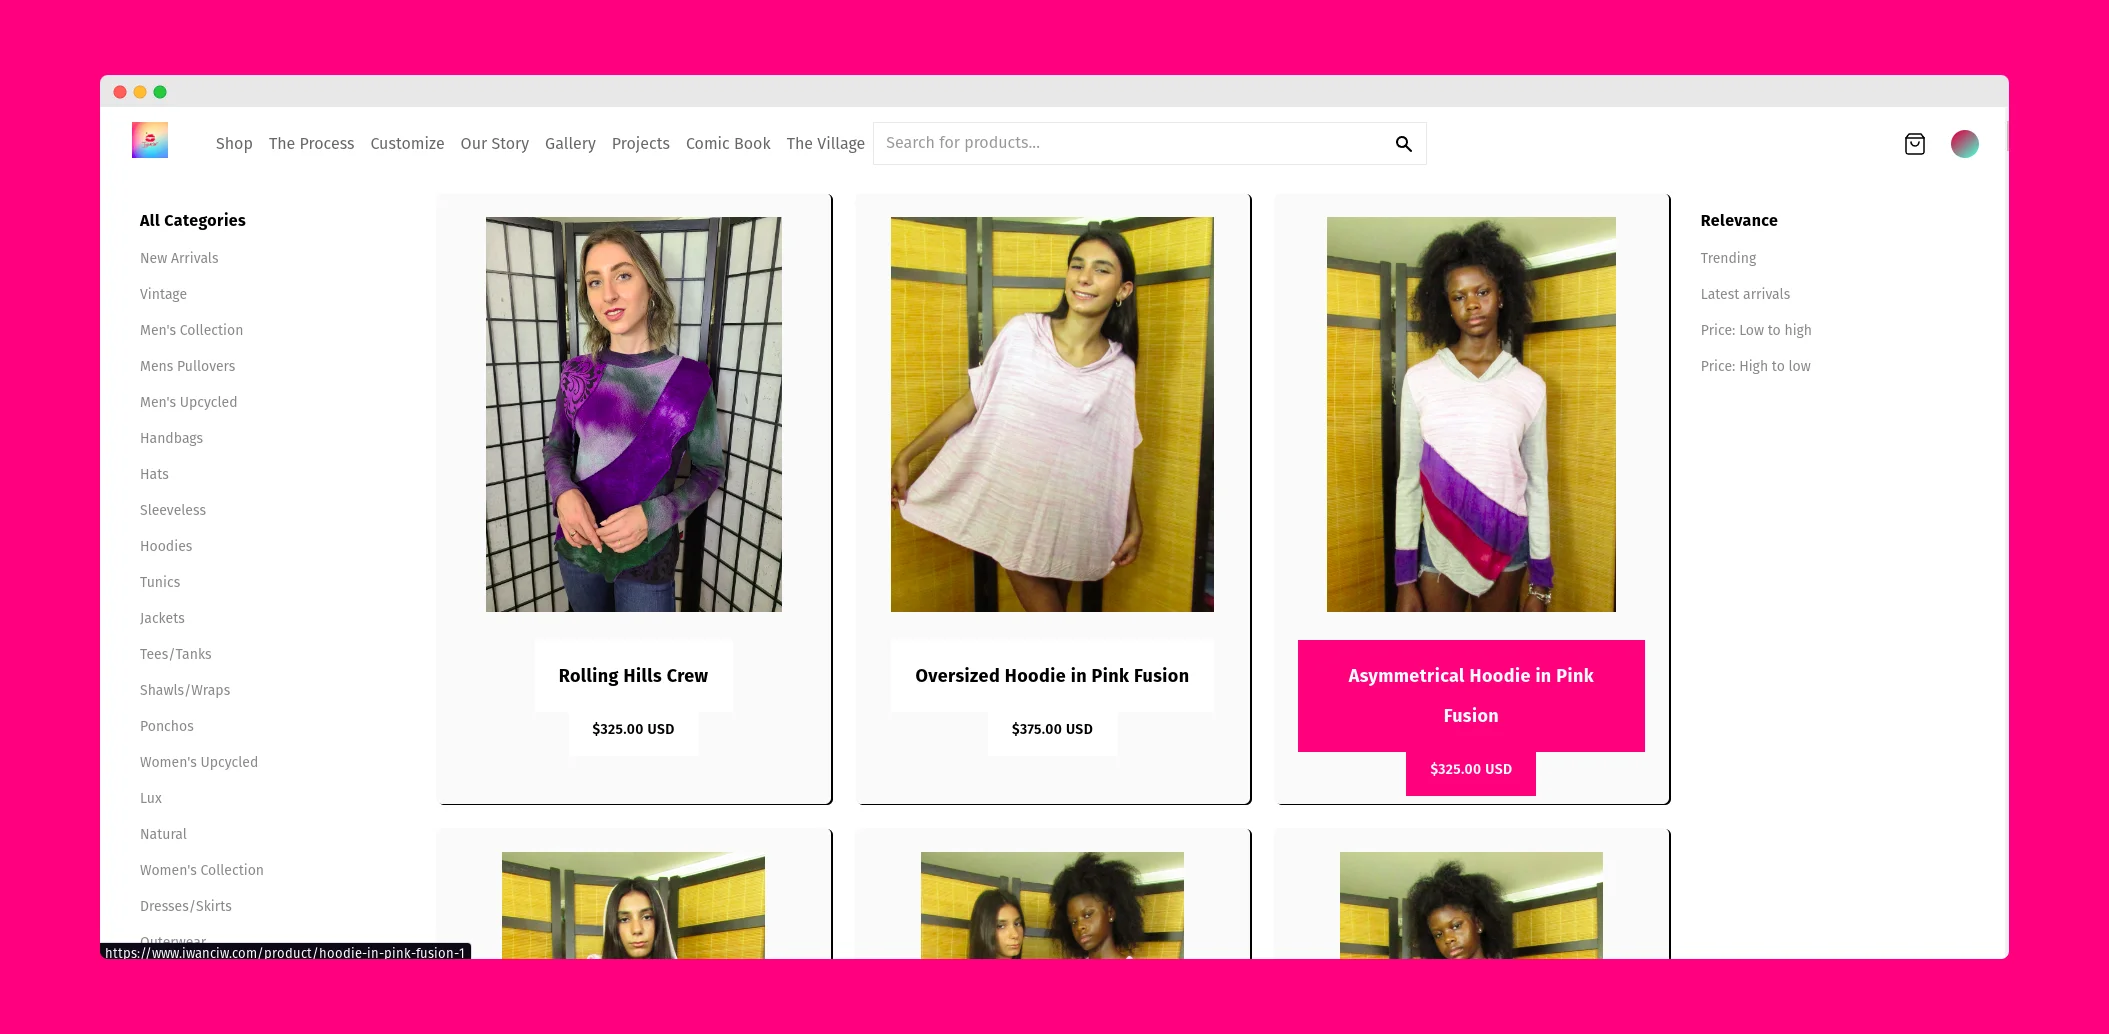 Shop The Process Customize Our Story Gallery Projects Comic Book The Village Search for products...
All Categories
New Arrivals
Vintage
Men's Collection
Mens Pullovers
Men's Upcycled
Handbags
Hats
Sleeveless
Hoodies
Tunics
Jackets
Tees/Tanks
Shawls/Wraps
Ponchos
Women's Upcycled
Lux
Natural
Women's Collection
Dresses/Skirts
Outerwear
Rolling Hills Crew
$325.00 USD
Oversized Hoodie in Pink Fusion
$375.00 USD
Asymmetrical Hoodie in Pink
Fusion
$325.00 USD
Relevance
Trending
Latest arrivals
Price: Low to high
Price: High to low
https://www.iwanciw.com/product/hoodie-in-pink-fusion-1